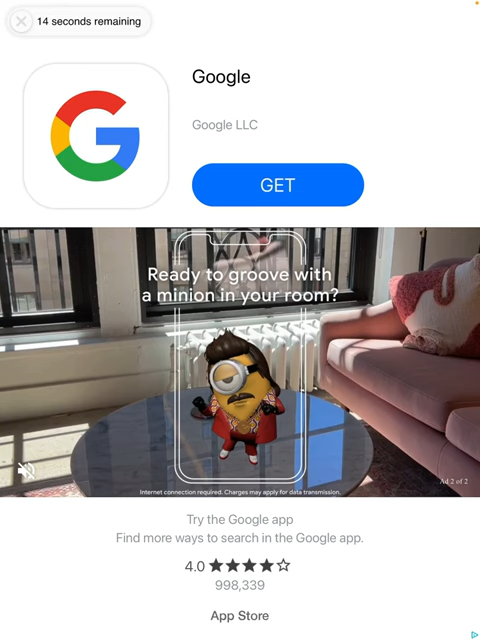 14 seconds remaining
Google
Google LLC
GET
Ready to groove with
a minion in your room?
Ad 2 of 2
Internet connection required. Charges may apply for data transmission.
Try the Google app
Find more ways to search in the Google app.
4.0
998,339
App Store